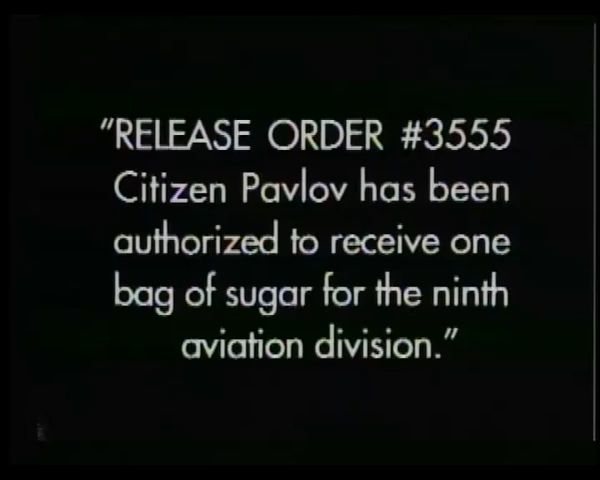 "RELEASE ORDER #3555
Citizen Pavlov has been
authorized to receive one
bag of sugar for the ninth
aviation division."